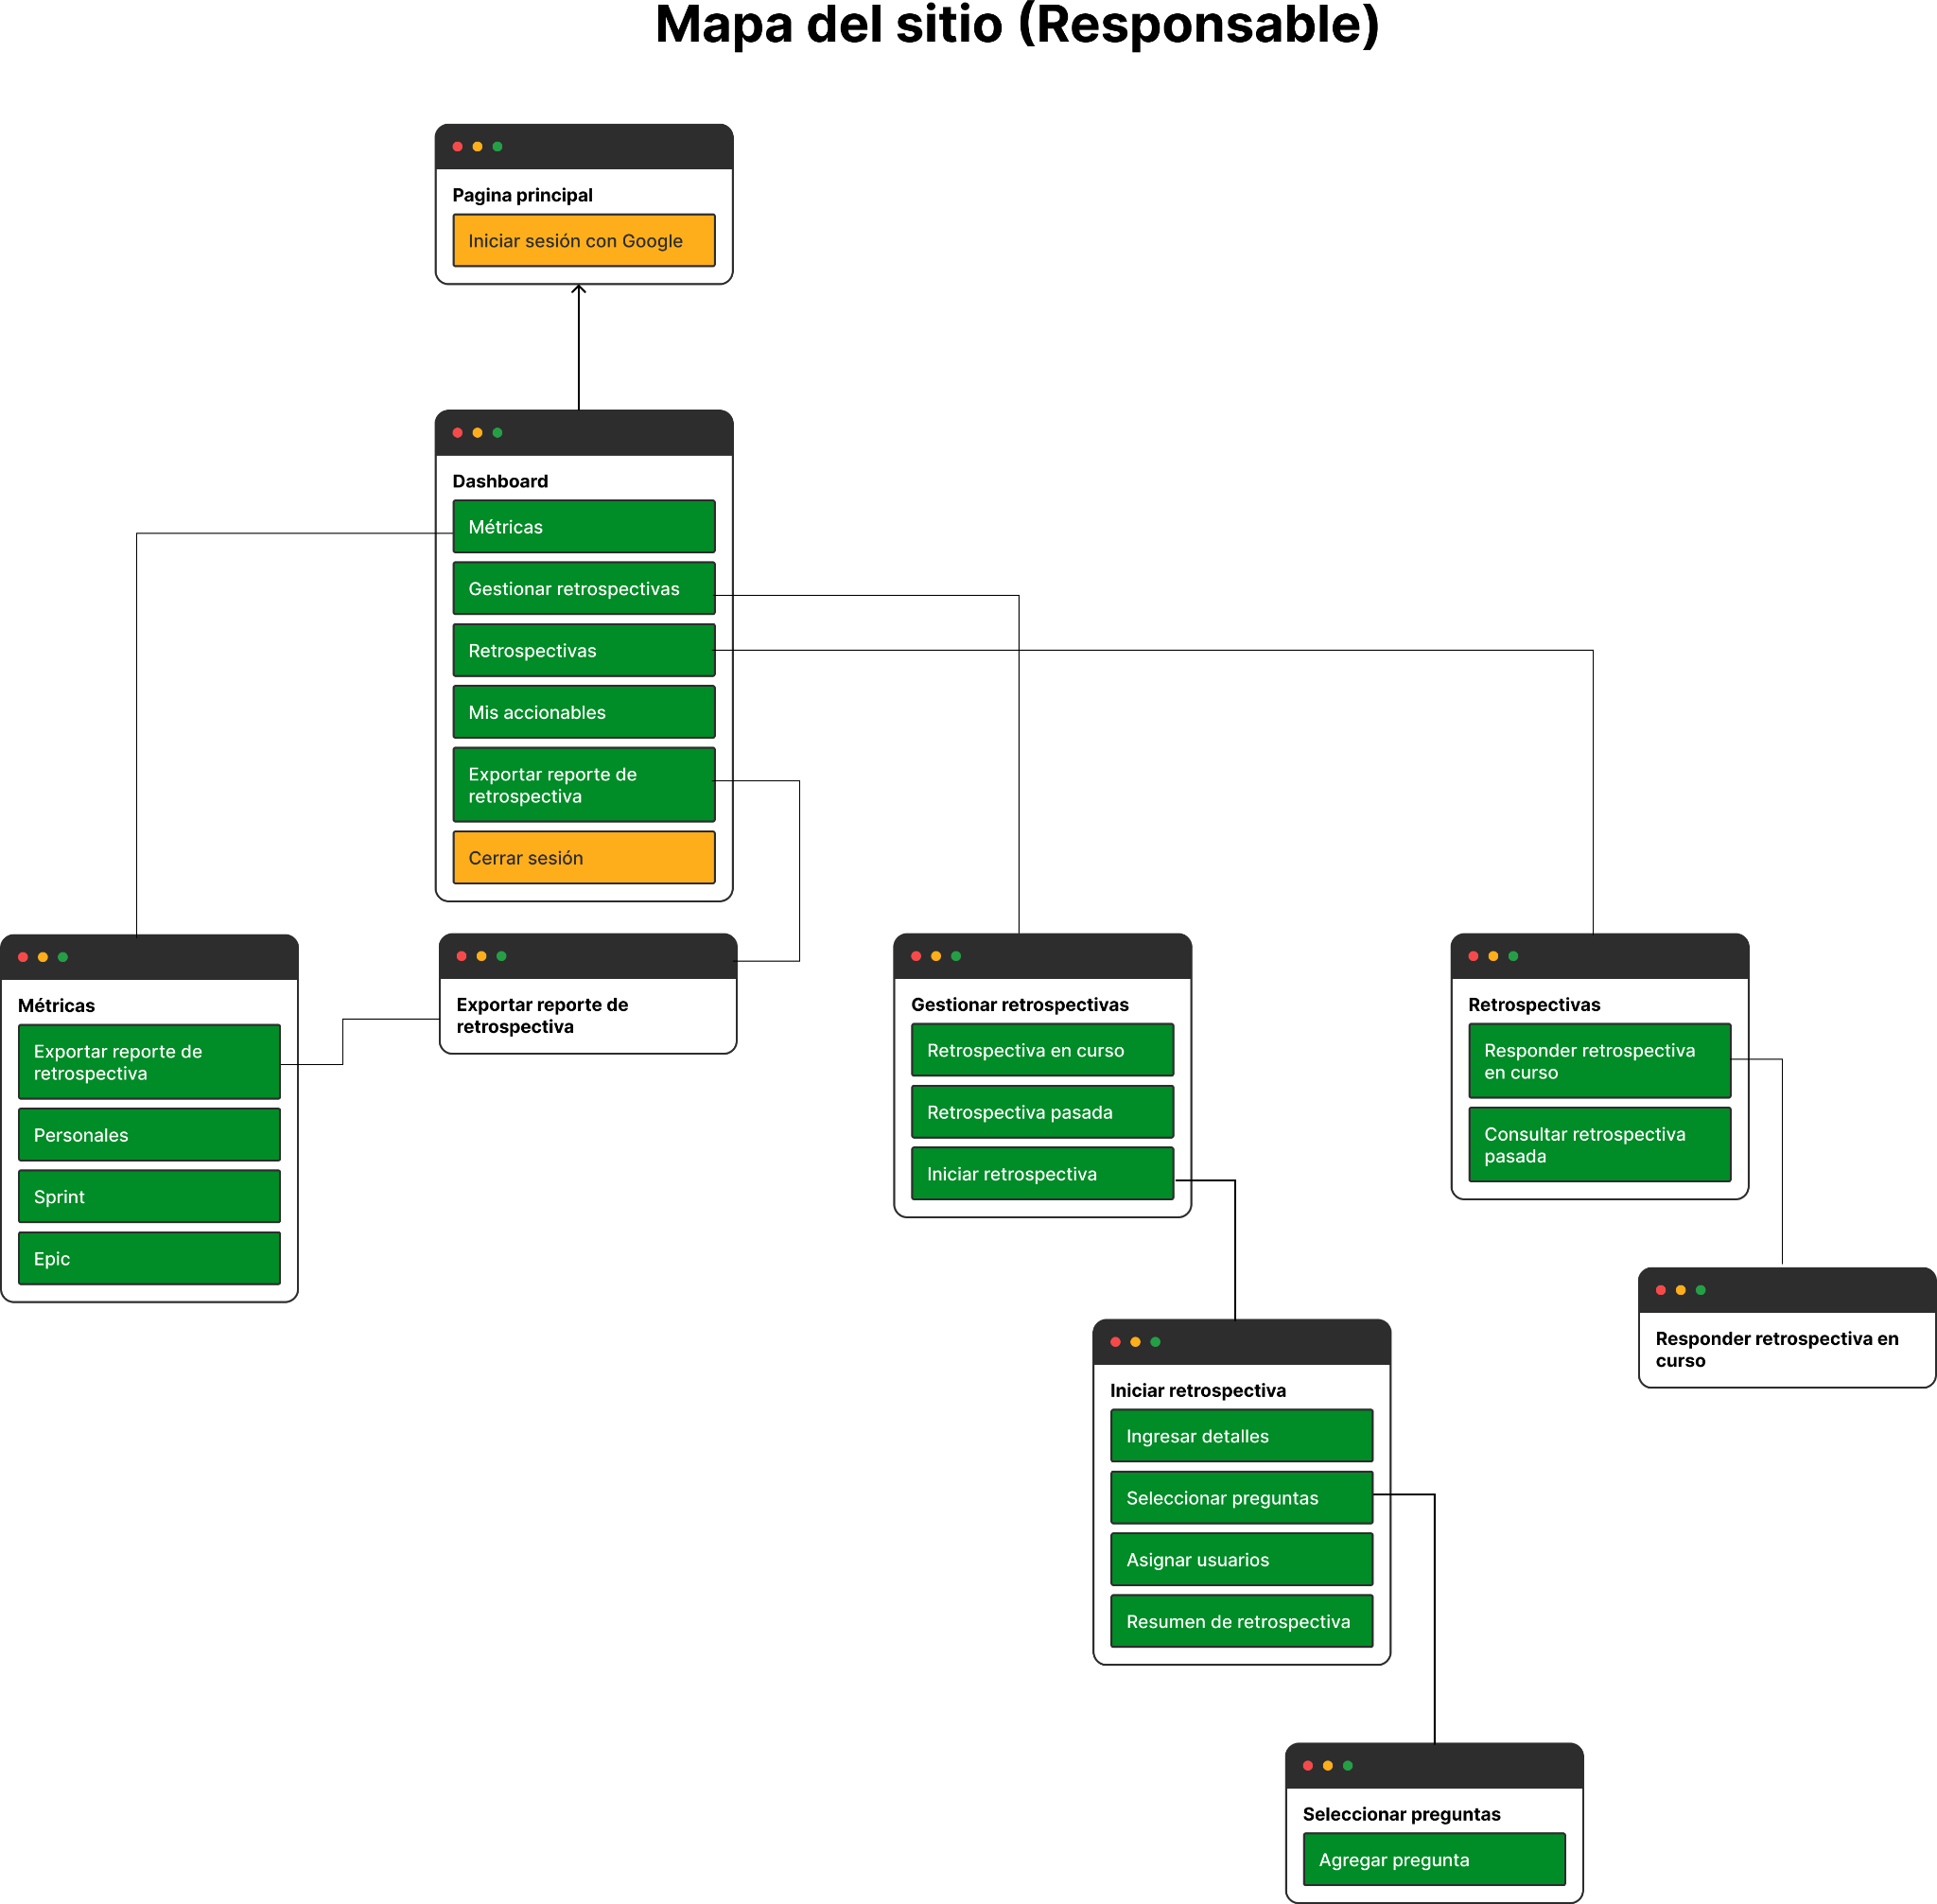 Mapa del sitio (Responsable)
Pagina principal
Iniciar sesión con Google
Dashboard
Métricas
Gestionar retrospectivas
Retrospectivas
Mis accionables
Exportar reporte de
retrospectiva
Cerrar sesión
Métricas
Exportar reporte de
retrospectiva
Personales
Sprint
Epic
Exportar reporte de
retrospectiva
Gestionar retrospectivas
Retrospectiva en curso
Retrospectiva pasada
Iniciar retrospectiva
Retrospectivas
Responder retrospectiva
en curso
Consultar retrospectiva
pasada
Responder retrospectiva en
curso
Iniciar retrospectiva
Ingresar detalles
Seleccionar preguntas
Asignar usuarios
Resumen de retrospectiva
Seleccionar preguntas
Agregar pregunta